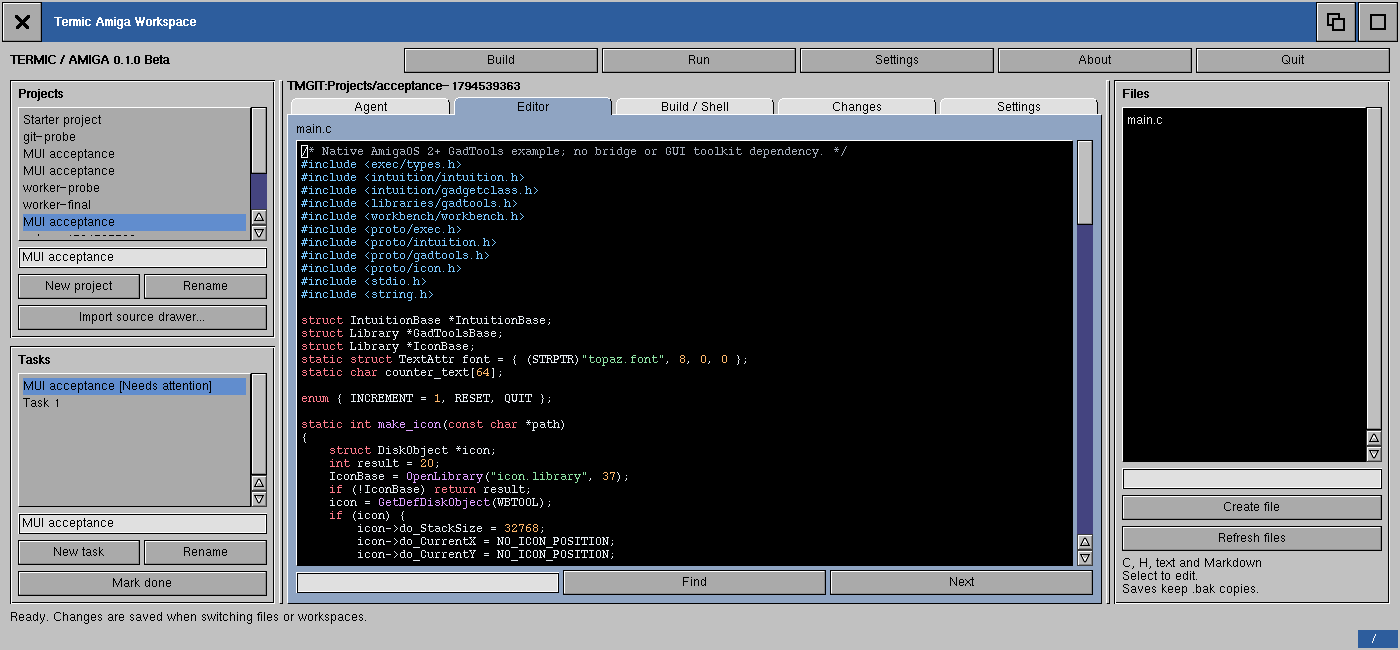 Termic Amiga Workspace
TERMIC / AMIGA 0.1.0 Beta
Build
Run
Settings
About
Quit
Projects
Starter project
git-probe
MUI acceptance
MUI acceptance
worker-probe
worker-final
MUI acceptance
MUI acceptance
New project
Rename
Import source drawer...
Tasks
MUI acceptance [Needs attention]
Task 1
MUI acceptance
New task
Rename
Mark done
TMGIT:Projects/acceptance-1794539363
Agent
Editor
Build / Shell
Changes
Settings
main.c
/* Native AmigaOS 2+ GadTools example; no bridge or GUI toolkit dependency. */
#include <exec/types.h>
#include <intuition/intuition.h>
#include <intuition/gadgetclass.h>
#include <libraries/gadtools.h>
#include <workbench/workbench.h>
#include <proto/exec.h>
#include <proto/intuition.h>
#include <proto/gadtools.h>
#include <proto/icon.h>
#include <stdio.h>
#include <string.h>
struct IntuitionBase *IntuitionBase;
struct Library *GadToolsBase;
struct Library *IconBase;
static struct TextAttr font = { (STRPTR)"topaz.font", 8, 0, 0 };
static char counter_text[64];
enum { INCREMENT = 1, RESET, QUIT };
static int make_icon(const char *path)
{
struct DiskObject *icon;
int result = 20;
IconBase = OpenLibrary("icon.library", 37);
if (!IconBase) return result;
icon = GetDefDiskObject(WBTOOL);
if (icon) {
icon->do_StackSize = 32768;
icon->do_CurrentX = NO_ICON_POSITION;
icon->do_CurrentY = NO_ICON_POSITION;
Find
Next
Files
main.c
Create file
Refresh files
C, H, text and Markdown
Select to edit.
Saves keep .bak copies.
Ready. Changes are saved when switching files or workspaces.
/